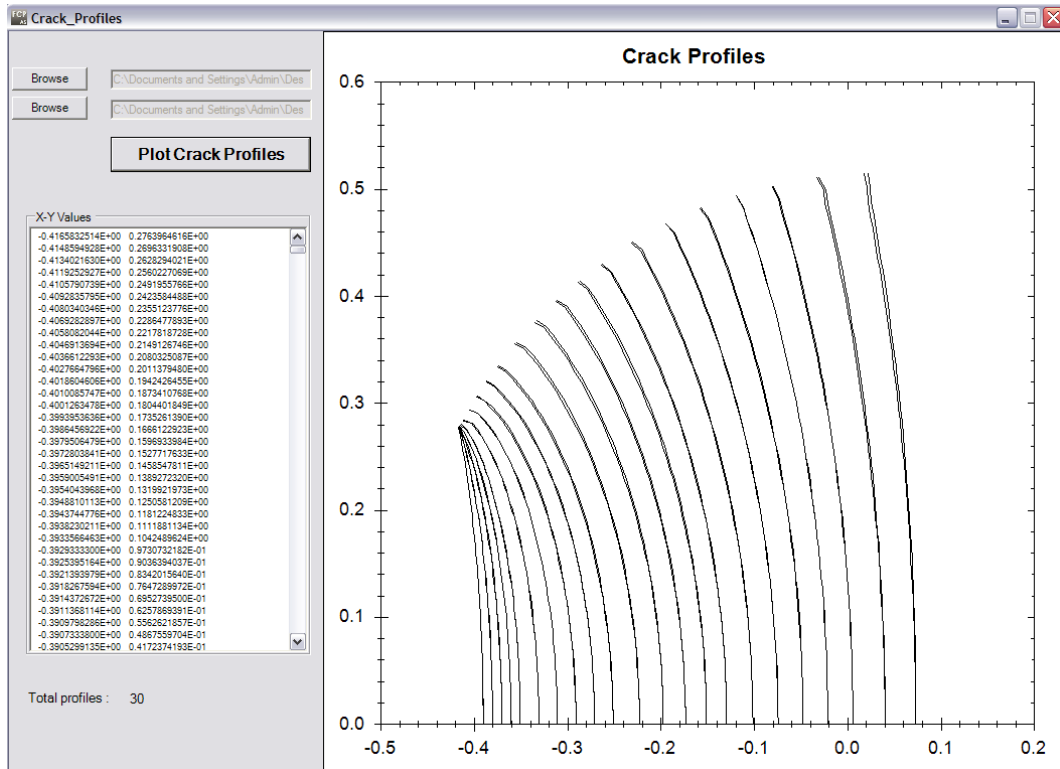 Crack_Profiles
Browse C:\Documents and Settings\Admin\Des
Browse C:\Documents and Settings\Admin\Des
Plot Crack Profiles
X-Y Values
-0.4165832514E+00 0.2763964616E+00
-0.4148594928E+00 0.2696331908E+00
-0.4134021630E+00 0.2628294021E+00
-0.4119252927E+00 0.2560227069E+00
-0.4105790739E+00 0.2491955766E+00
-0.4092835795E+00 0.2423584488E+00
-0.4080340346E+00 0.2355123776E+00
-0.4069282897E+00 0.2286477893E+00
-0.4058082044E+00 0.2217818728E+00
-0.4046913694E+00 0.2149126746E+00
-0.4036612293E+00 0.2080325087E+00
-0.4027664796E+00 0.2011379480E+00
-0.4018604606E+00 0.1942426455E+00
-0.4010085747E+00 0.1873410768E+00
-0.4001263478E+00 0.1804401849E+00
-0.3993953636E+00 0.1735261390E+00
-0.3986456922E+00 0.1666122923E+00
-0.3979506479E+00 0.1596933984E+00
-0.3972803841E+00 0.1527717633E+00
-0.3965149211E+00 0.1458547811E+00
-0.3959005491E+00 0.1389272320E+00
-0.3954043968E+00 0.1319921973E+00
-0.3948810113E+00 0.1250581209E+00
-0.3943744776E+00 0.1181224833E+00
-0.3938230211E+00 0.1111881134E+00
-0.3933566463E+00 0.1042489624E+00
-0.3929333300E+00 0.9730732182E-01
-0.3925395164E+00 0.9036394037E-01
-0.3921393979E+00 0.8342015640E-01
-0.3918267594E+00 0.7647289972E-01
-0.3914372672E+00 0.6952739500E-01
-0.3911368114E+00 0.6257869391E-01
-0.3909798286E+00 0.5562621857E-01
-0.3907333800E+00 0.4867559704E-01
-0.3905299135E+00 0.4172374193E-01
Total profiles : 30
Crack Profiles
0.6
0.5
0.4
0.3
0.2
0.1
0.0
-0.5 -0.4 -0.3 -0.2 -0.1 0.0 0.1 0.2